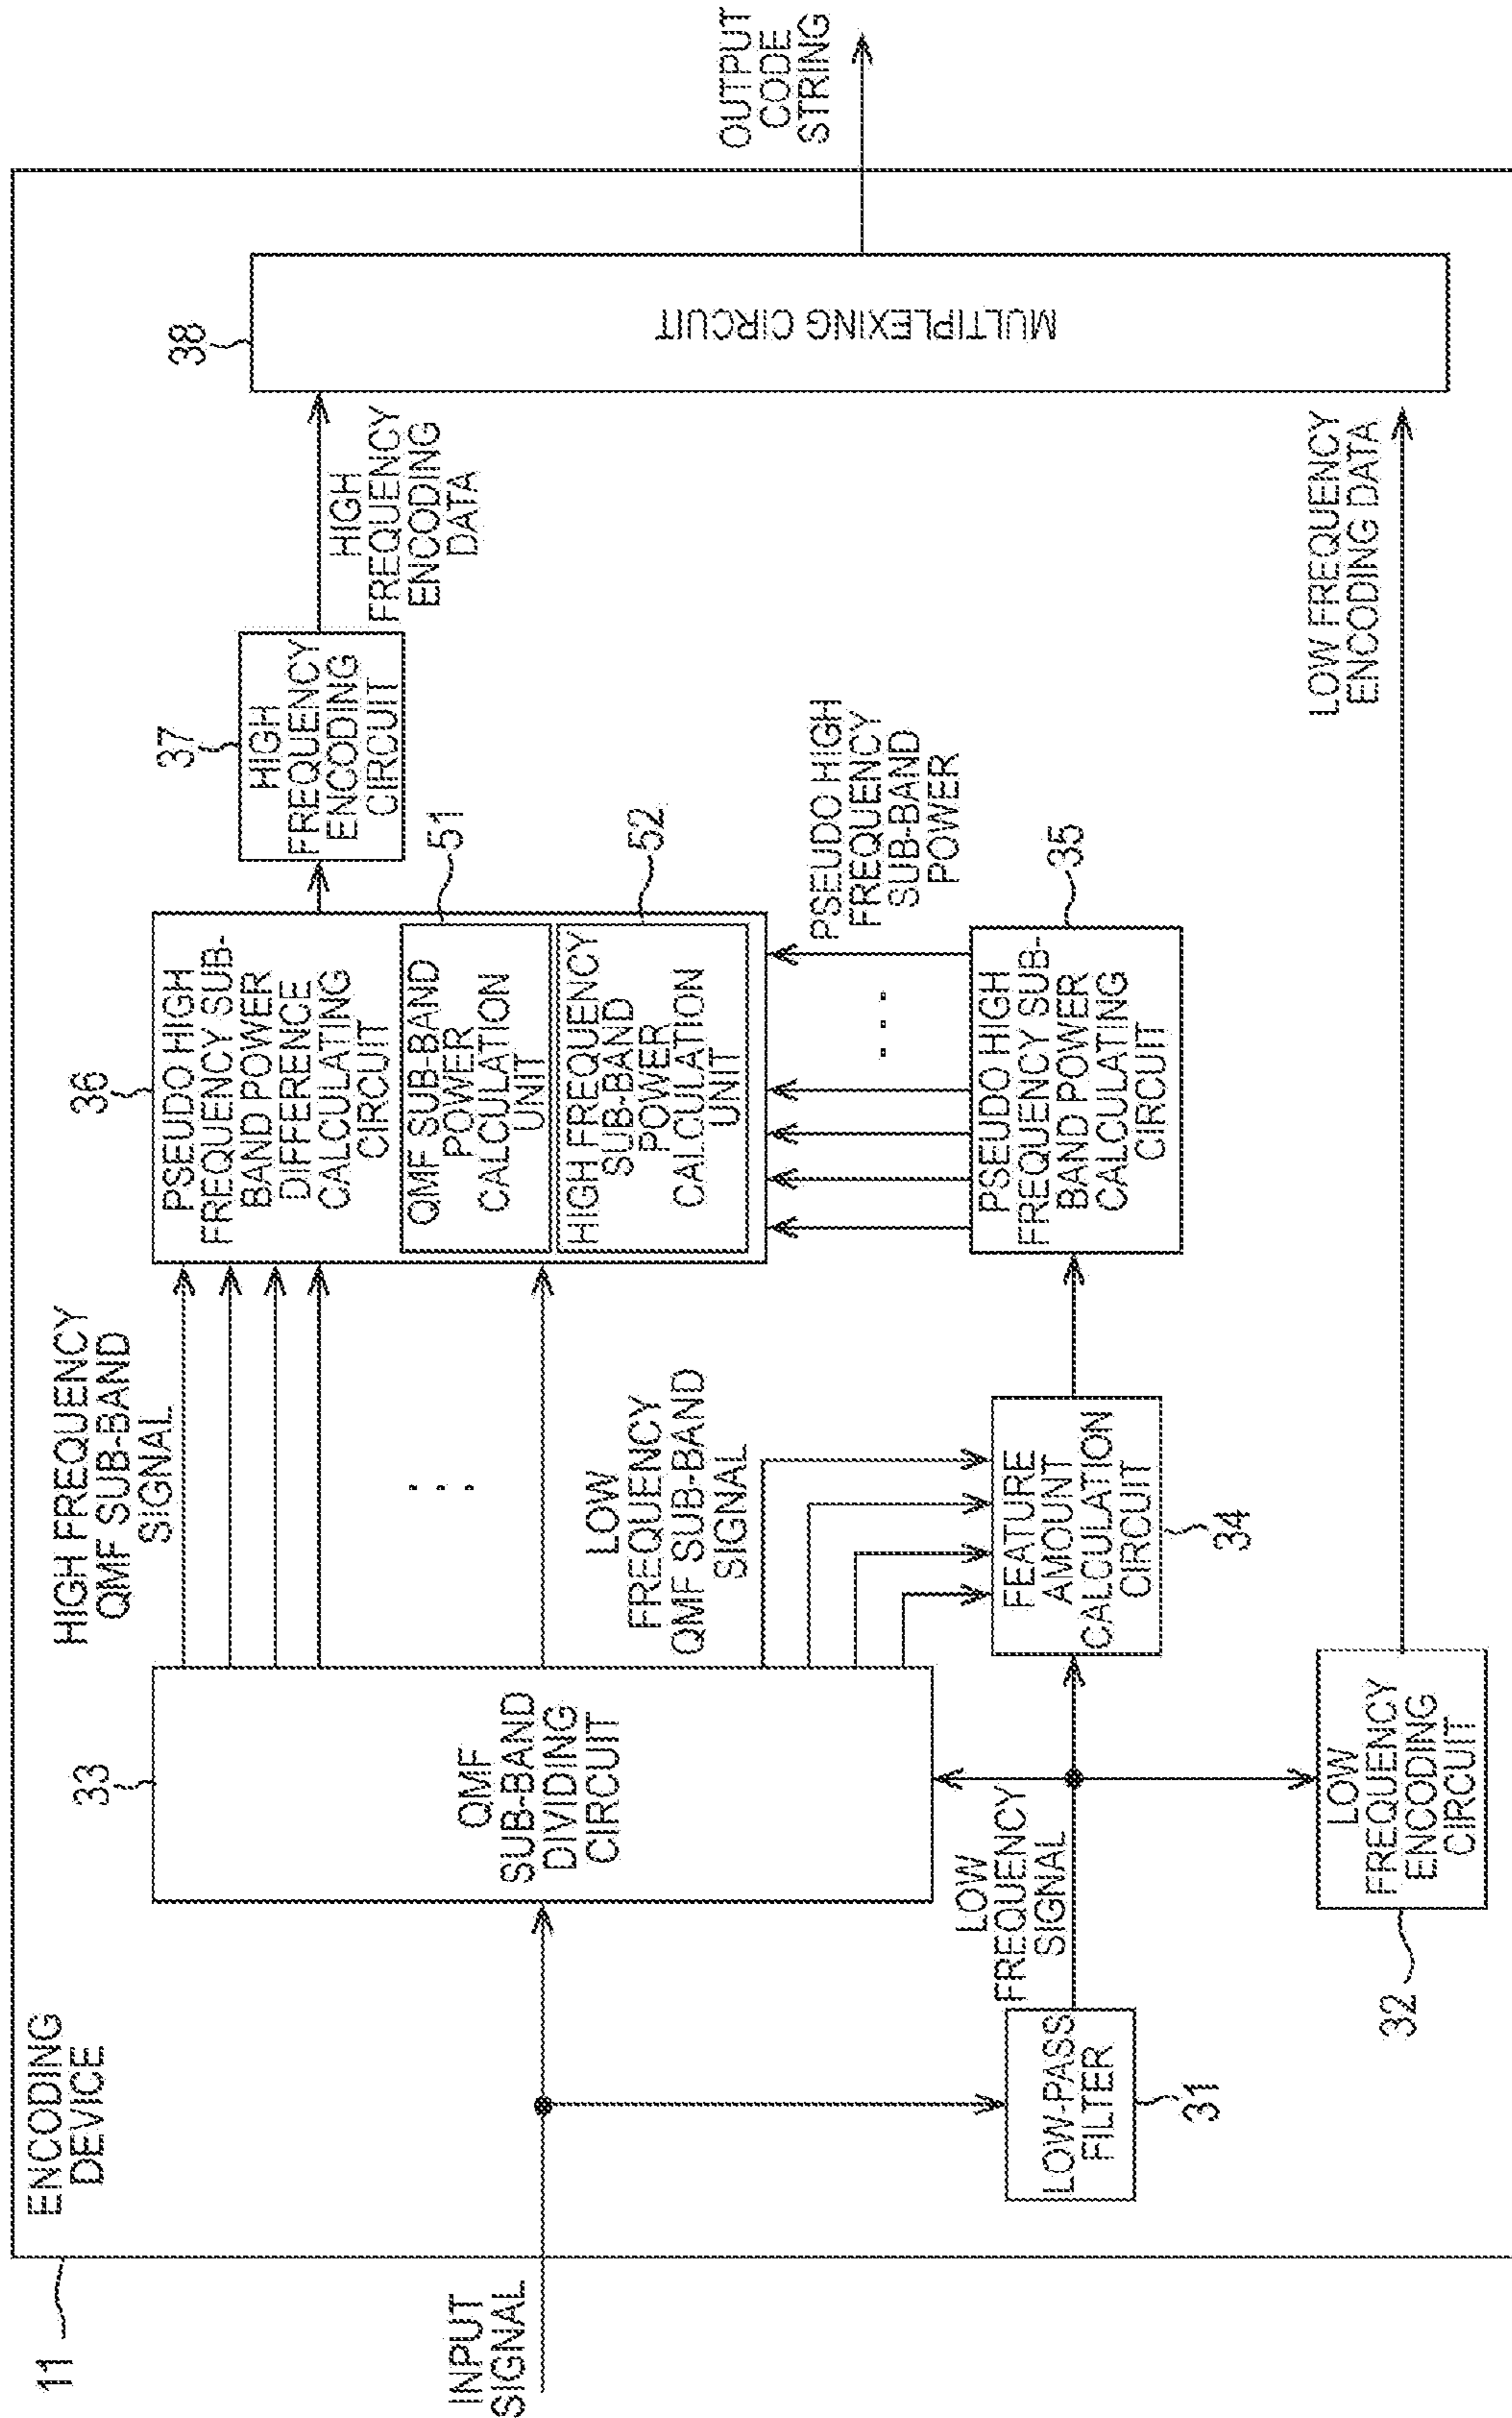 11
ENCODING
DEVICE
INPUT
SIGNAL
33
QMF
SUB-BAND
DIVIDING
CIRCUIT
HIGH FREQUENCY
QMF SUB-BAND
SIGNAL
. . .
LOW
FREQUENCY
QMF SUB-BAND
SIGNAL
LOW-PASS
FILTER
31
LOW
FREQUENCY
SIGNAL
LOW
FREQUENCY
ENCODING
CIRCUIT
32
FEATURE
AMOUNT
CALCULATION
CIRCUIT
34
36
PSEUDO HIGH
FREQUENCY SUB-
BAND POWER
DIFFERENCE
CALCULATING
CIRCUIT
QMF SUB-BAND
POWER
CALCULATION
UNIT
51
HIGH FREQUENCY
SUB-BAND
POWER
CALCULATION
UNIT
52
PSEUDO HIGH
FREQUENCY
SUB-BAND
POWER
. . .
PSEUDO HIGH
FREQUENCY SUB-
BAND POWER
CALCULATING
CIRCUIT
35
37
HIGH
FREQUENCY
ENCODING
CIRCUIT
HIGH
FREQUENCY
ENCODING
DATA
LOW FREQUENCY
ENCODING DATA
38
MULTIPLEXING CIRCUIT
OUTPUT
CODE
STRING